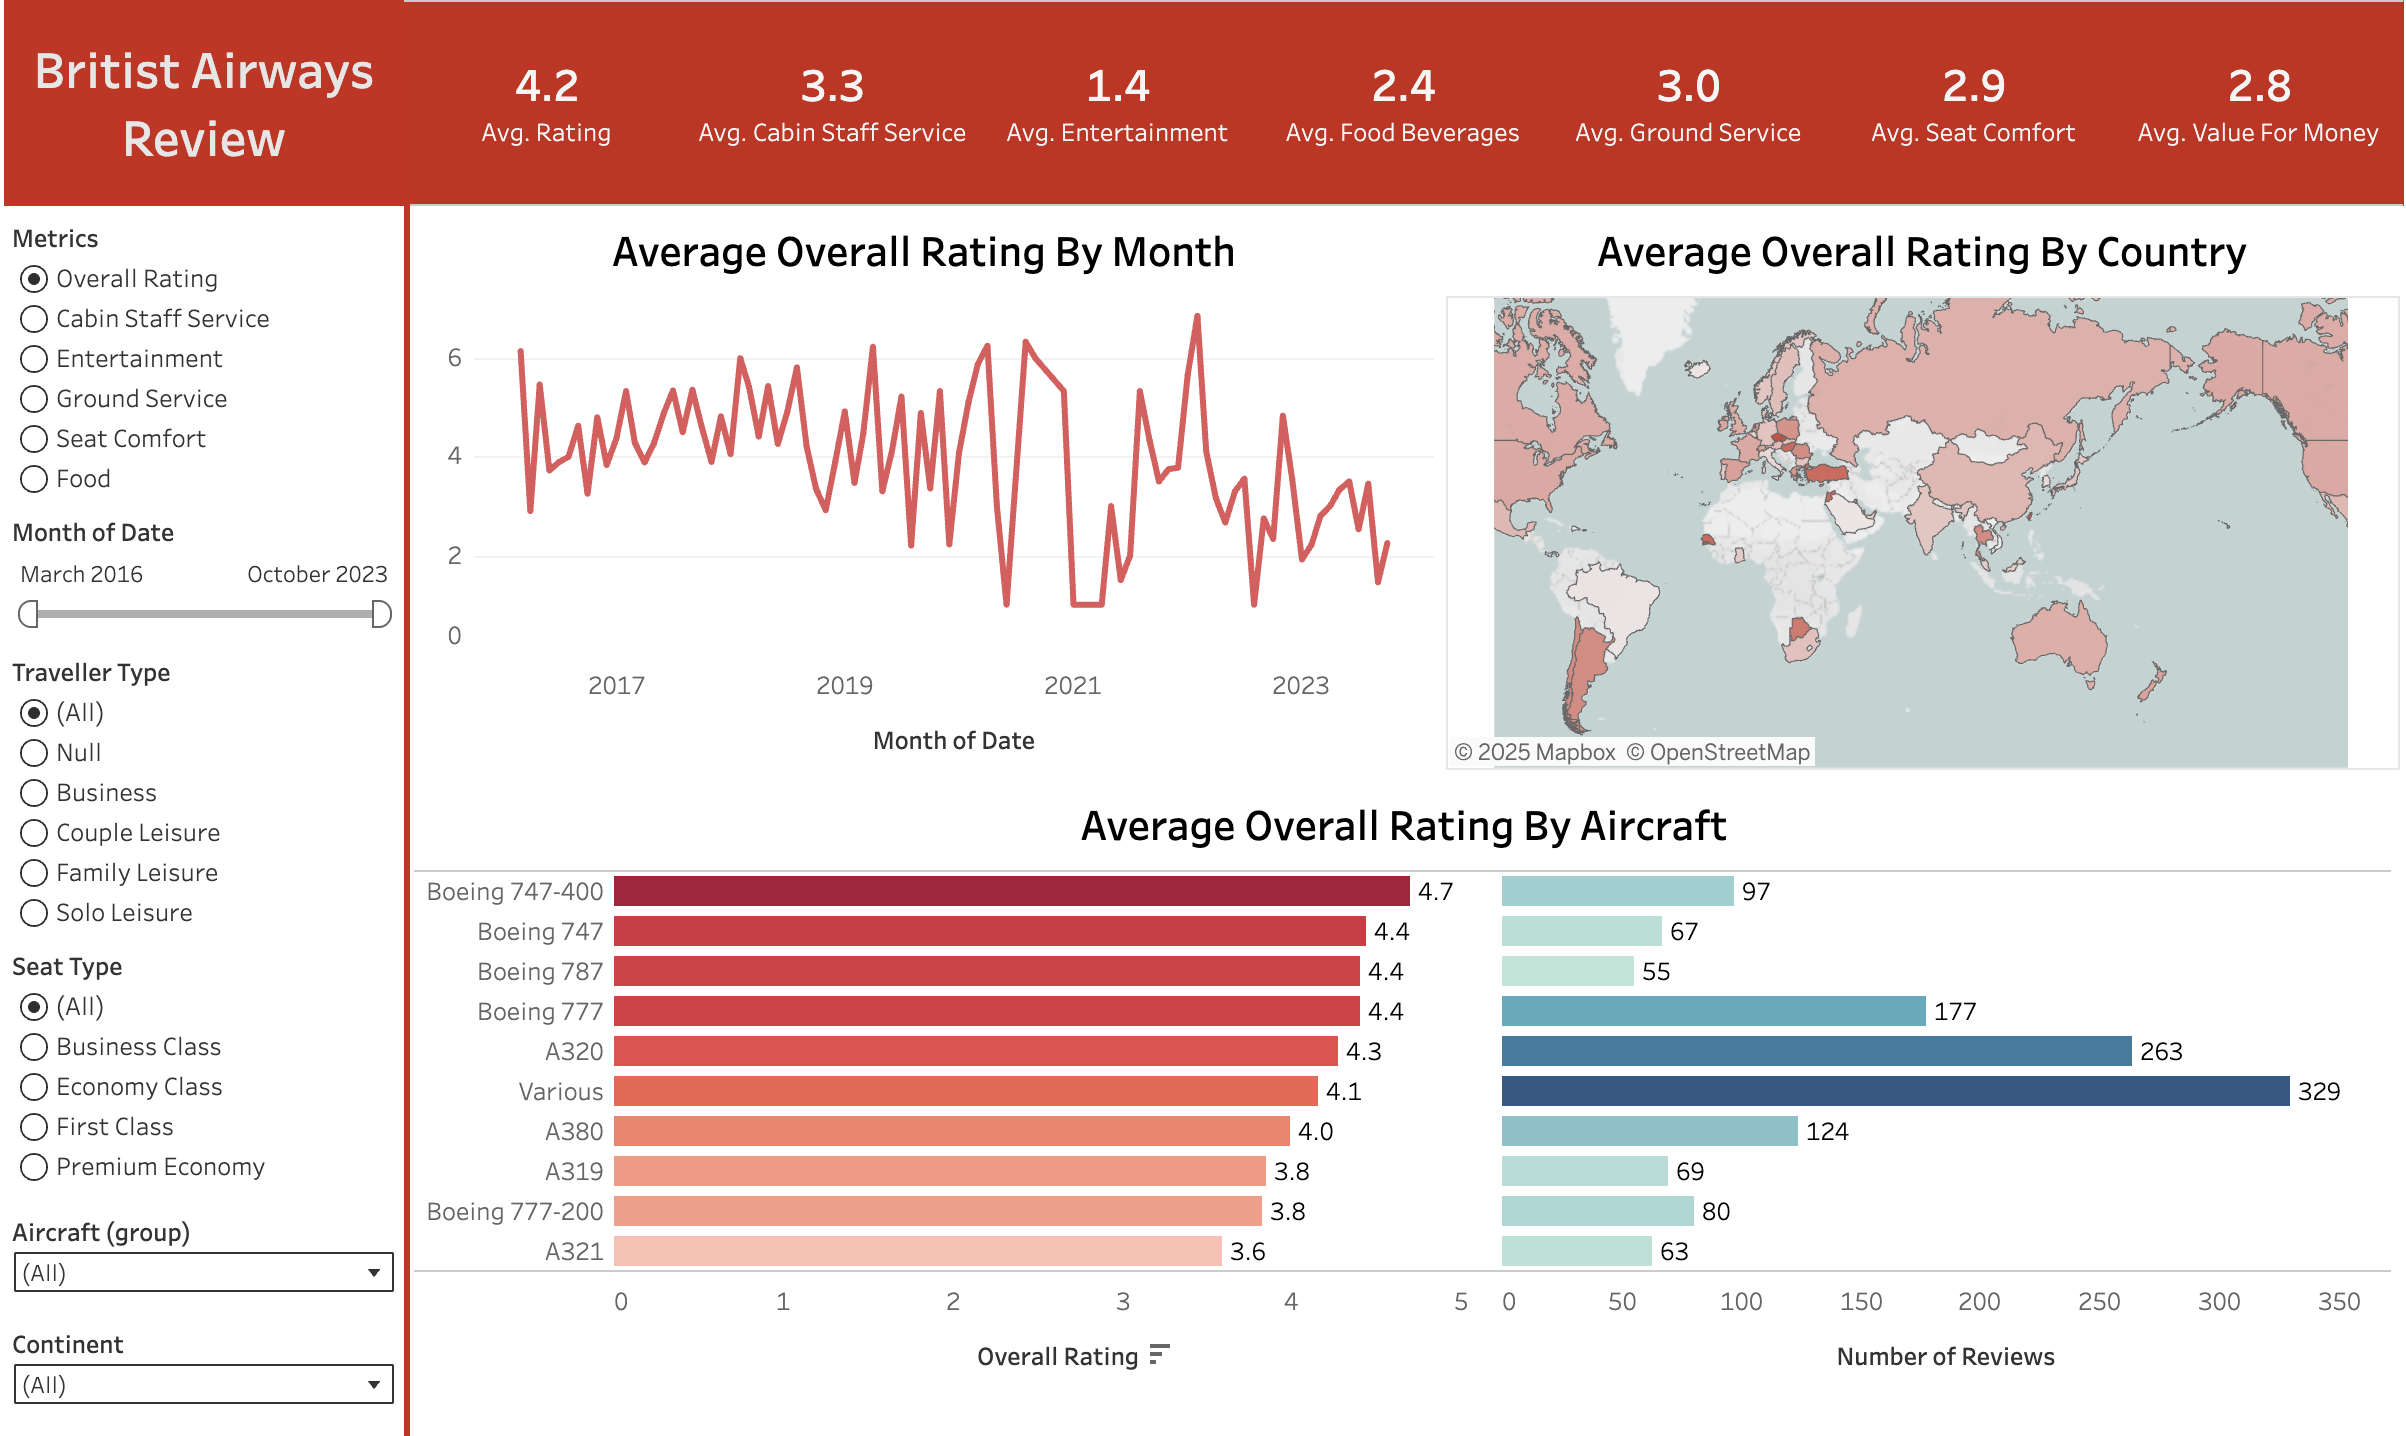 Britist Airways
Review
4.2
Avg. Rating
3.3
Avg. Cabin Staff Service
1.4
Avg. Entertainment
2.4
Avg. Food Beverages
3.0
Avg. Ground Service
2.9
Avg. Seat Comfort
2.8
Avg. Value For Money
Metrics
Overall Rating
Cabin Staff Service
Entertainment
Ground Service
Seat Comfort
Food
Month of Date
March 2016 October 2023
Traveller Type
(All)
Null
Business
Couple Leisure
Family Leisure
Solo Leisure
Seat Type
(All)
Business Class
Economy Class
First Class
Premium Economy
Aircraft (group)
(All)
Continent
(All)
Average Overall Rating By Month
6
4
2
0
2017 2019 2021 2023
Month of Date
Average Overall Rating By Country
© 2025 Mapbox © OpenStreetMap
Average Overall Rating By Aircraft
Boeing 747-400 4.7 97
Boeing 747 4.4 67
Boeing 787 4.4 55
Boeing 777 4.4 177
A320 4.3 263
Various 4.1 329
A380 4.0 124
A319 3.8 69
Boeing 777-200 3.8 80
A321 3.6 63
0 1 2 3 4 5 0 50 100 150 200 250 300 350
Overall Rating Number of Reviews